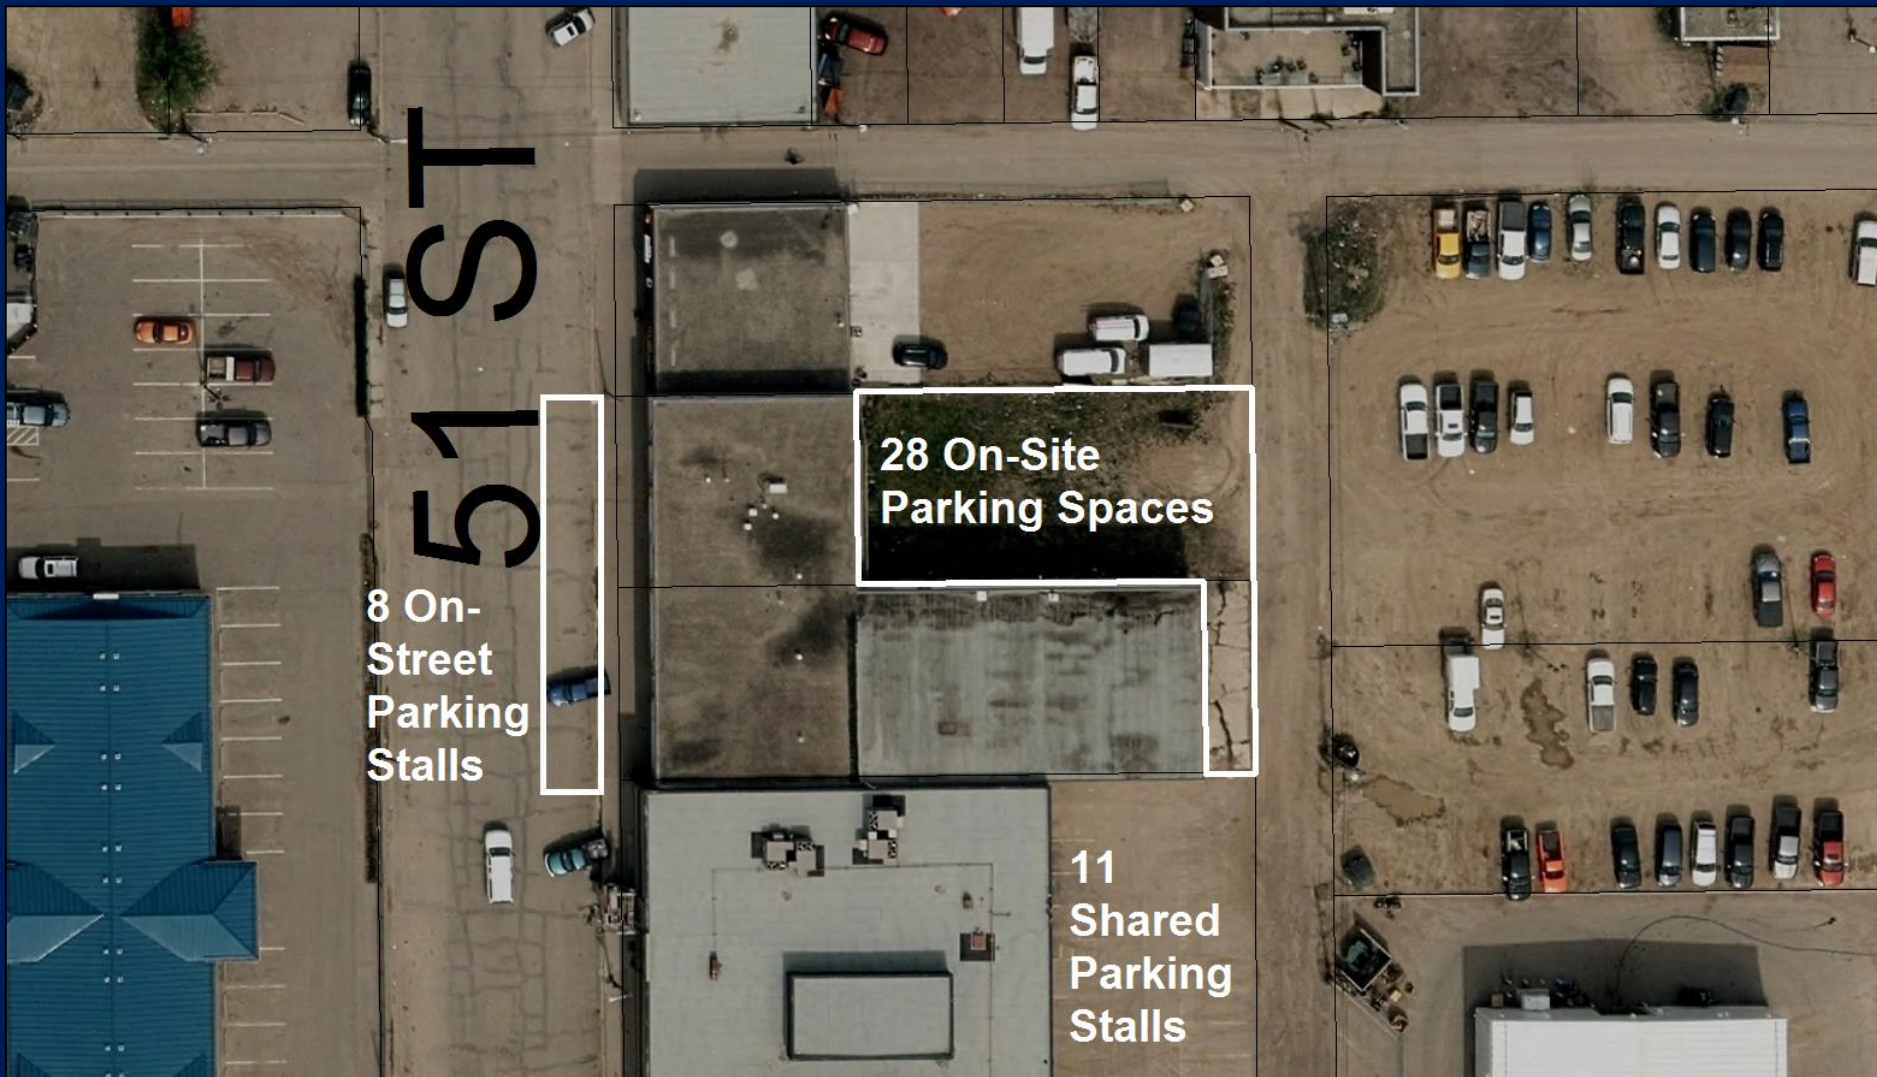 51 ST
28 On-Site
Parking Spaces
8 On-
Street
Parking
Stalls
11
Shared
Parking
Stalls